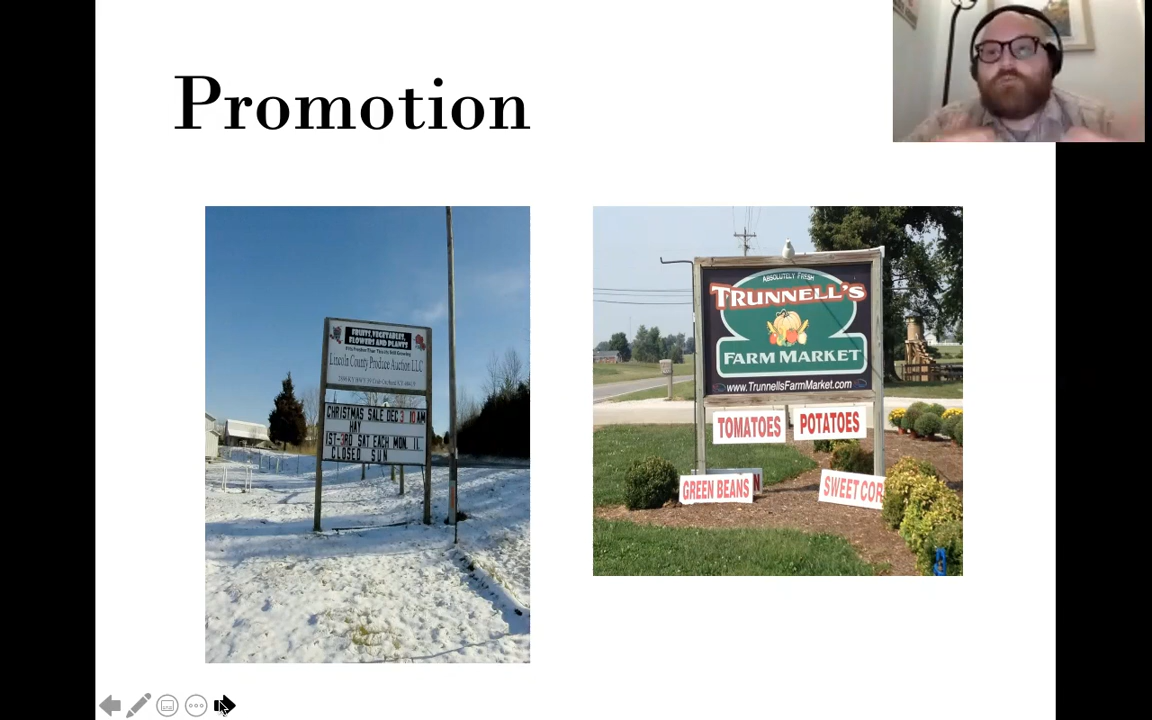 Promotion
FRUITS, VEGETABLES,
FLOWERS AND PLANTS
Lincoln County Produce Auction LLC
CHRISTMAS SALE DEC 3 10 AM
HAY
1ST-3RD SAT EACH MON 11
CLOSED SUN
ABSOLUTELY FRESH
TRUNNELL'S
FARM MARKET
www.TrunnellsFarmMarket.com
TOMATOES
POTATOES
GREEN BEANS
N
SWEET COR